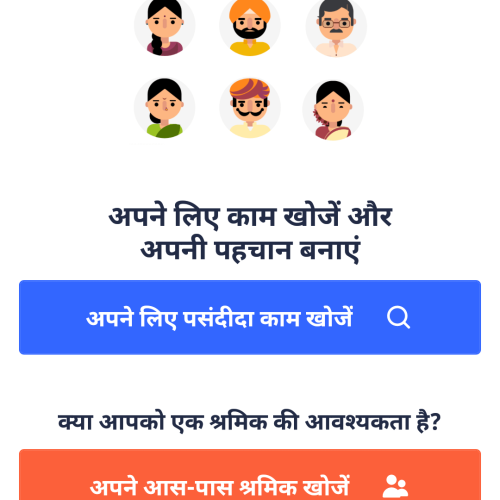 अपने लिए काम खोजें और
अपनी पहचान बनाएं
अपने लिए पसंदीदा काम खोजें
क्या आपको एक श्रमिक की आवश्यकता है?
अपने आस-पास श्रमिक खोजें